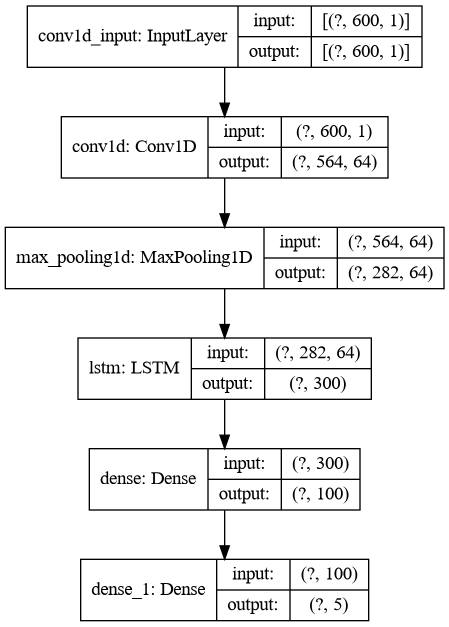 conv1d_input: InputLayer
input: [(?, 600, 1)]
output: [(?, 600, 1)]
conv1d: Conv1D
input: (?, 600, 1)
output: (?, 564, 64)
max_pooling1d: MaxPooling1D
input: (?, 564, 64)
output: (?, 282, 64)
lstm: LSTM
input: (?, 282, 64)
output: (?, 300)
dense: Dense
input: (?, 300)
output: (?, 100)
dense_1: Dense
input: (?, 100)
output: (?, 5)